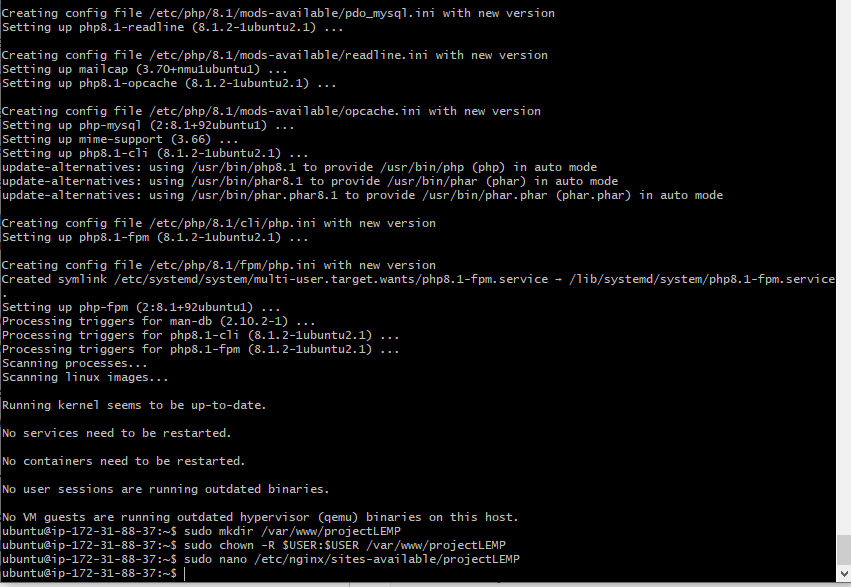 Creating config file /etc/php/8.1/mods-available/pdo_mysql.ini with new version
Setting up php8.1-readline (8.1.2-1ubuntu2.1) ...
Creating config file /etc/php/8.1/mods-available/readline.ini with new version
Setting up mailcap (3.70+nmu1ubuntu1) ...
Setting up php8.1-opcache (8.1.2-1ubuntu2.1) ...
Creating config file /etc/php/8.1/mods-available/opcache.ini with new version
Setting up php-mysql (2:8.1+92ubuntu1) ...
Setting up mime-support (3.66) ...
Setting up php8.1-cli (8.1.2-1ubuntu2.1) ...
update-alternatives: using /usr/bin/php8.1 to provide /usr/bin/php (php) in auto mode
update-alternatives: using /usr/bin/phar8.1 to provide /usr/bin/phar (phar) in auto mode
update-alternatives: using /usr/bin/phar.phar8.1 to provide /usr/bin/phar.phar (phar.phar) in auto mode
Creating config file /etc/php/8.1/cli/php.ini with new version
Setting up php8.1-fpm (8.1.2-1ubuntu2.1) ...
Creating config file /etc/php/8.1/fpm/php.ini with new version
Created symlink /etc/systemd/system/multi-user.target.wants/php8.1-fpm.service → /lib/systemd/system/php8.1-fpm.service
.
Setting up php-fpm (2:8.1+92ubuntu1) ...
Processing triggers for man-db (2.10.2-1) ...
Processing triggers for php8.1-cli (8.1.2-1ubuntu2.1) ...
Processing triggers for php8.1-fpm (8.1.2-1ubuntu2.1) ...
Scanning processes...
Scanning linux images...
Running kernel seems to be up-to-date.
No services need to be restarted.
No containers need to be restarted.
No user sessions are running outdated binaries.
No VM guests are running outdated hypervisor (qemu) binaries on this host.
ubuntu@ip-172-31-88-37:~$ sudo mkdir /var/www/projectLEMP
ubuntu@ip-172-31-88-37:~$ sudo chown -R $USER:$USER /var/www/projectLEMP
ubuntu@ip-172-31-88-37:~$ sudo nano /etc/nginx/sites-available/projectLEMP
ubuntu@ip-172-31-88-37:~$